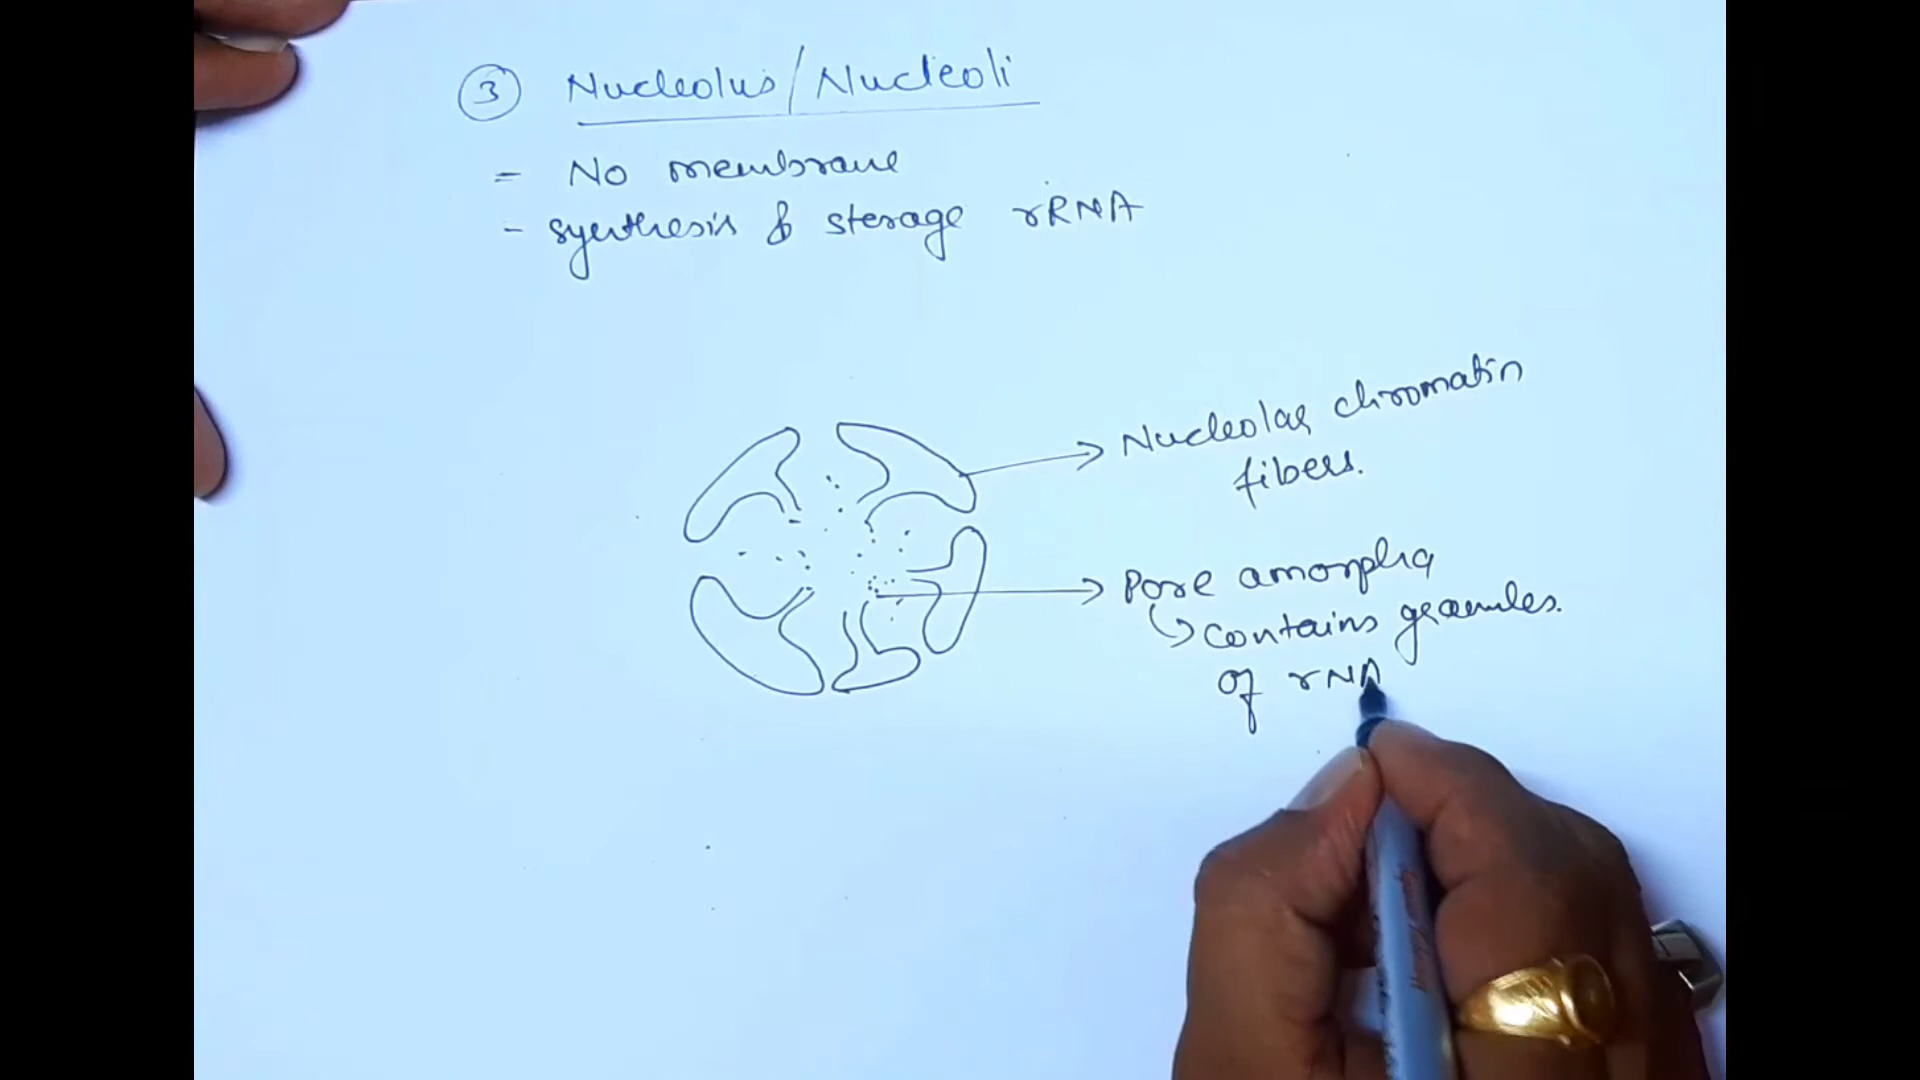 3 Nucleolus/Nucleoli
= No membrane
- synthesis & storage rRNA
Nucleolar chromatin
fibers.
Pore amorpha
contains granules.
of rNA